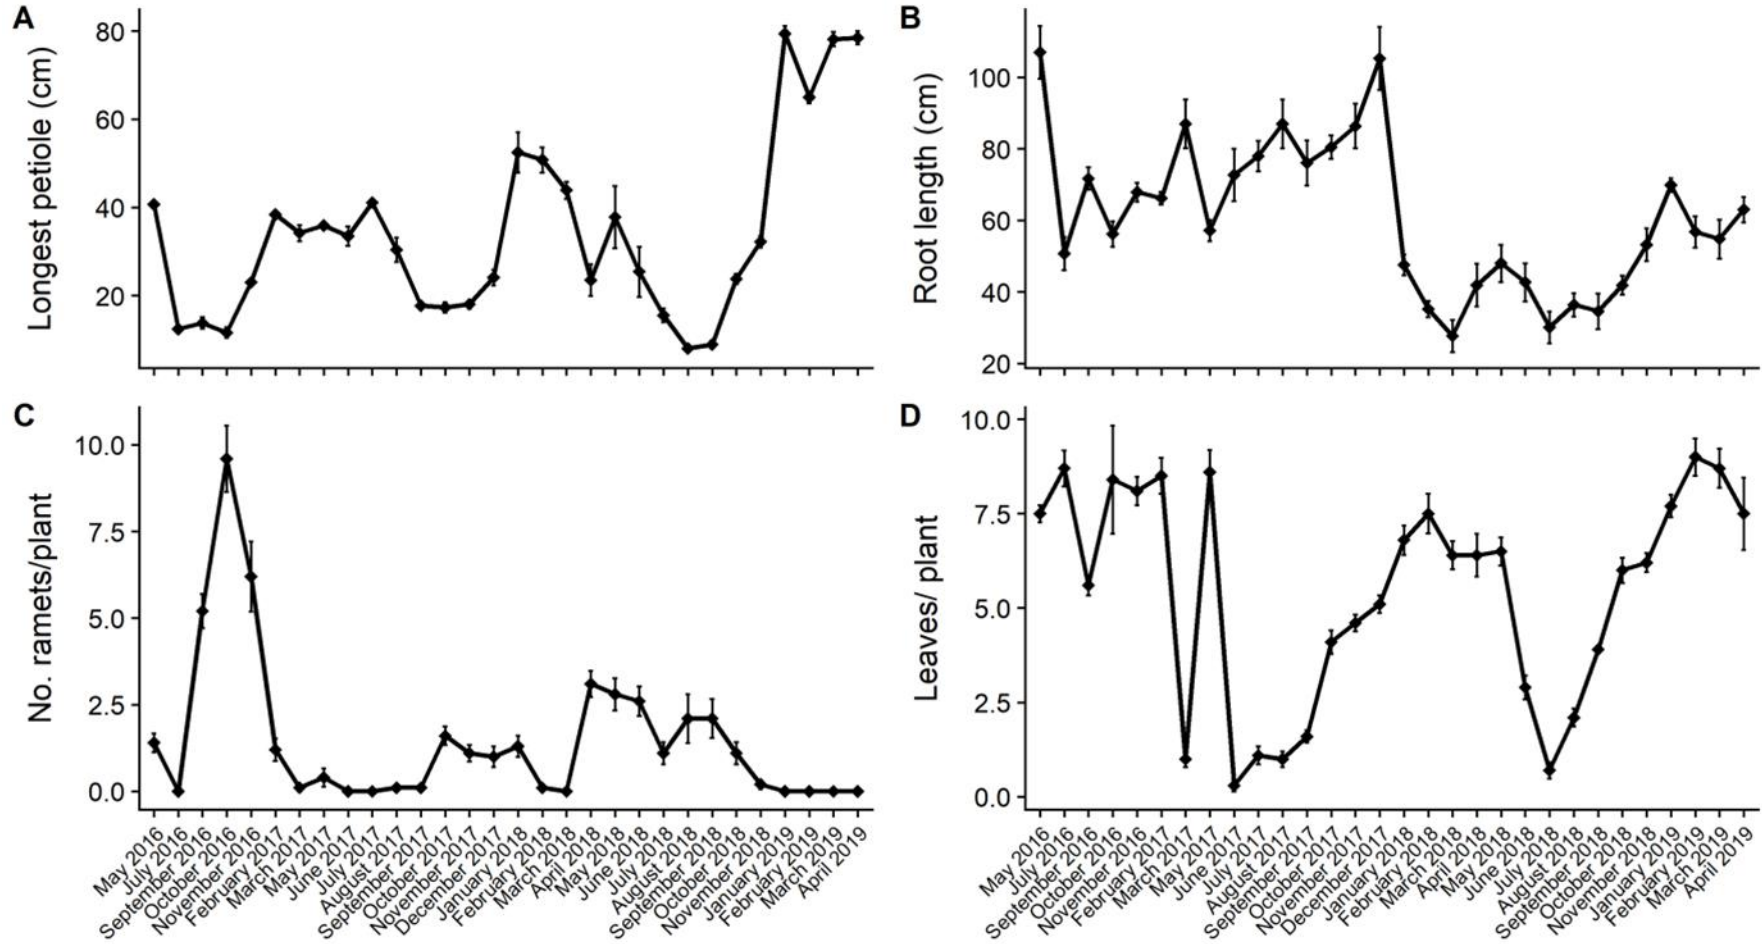 A
Longest petiole (cm)
80
60
40
20
B
Root length (cm)
100
80
60
40
20
C
No. ramets/plant
10.0
7.5
5.0
2.5
0.0
May 2016
July 2016
September 2016
October 2016
November 2016
February 2017
March 2017
May 2017
June 2017
July 2017
August 2017
September 2017
October 2017
November 2017
December 2017
January 2018
February 2018
March 2018
April 2018
May 2018
June 2018
July 2018
August 2018
September 2018
October 2018
November 2018
January 2019
February 2019
March 2019
April 2019
D
Leaves/ plant
10.0
7.5
5.0
2.5
0.0
May 2016
July 2016
September 2016
October 2016
November 2016
February 2017
March 2017
May 2017
June 2017
July 2017
August 2017
September 2017
October 2017
November 2017
December 2017
January 2018
February 2018
March 2018
April 2018
May 2018
June 2018
July 2018
August 2018
September 2018
October 2018
November 2018
January 2019
February 2019
March 2019
April 2019